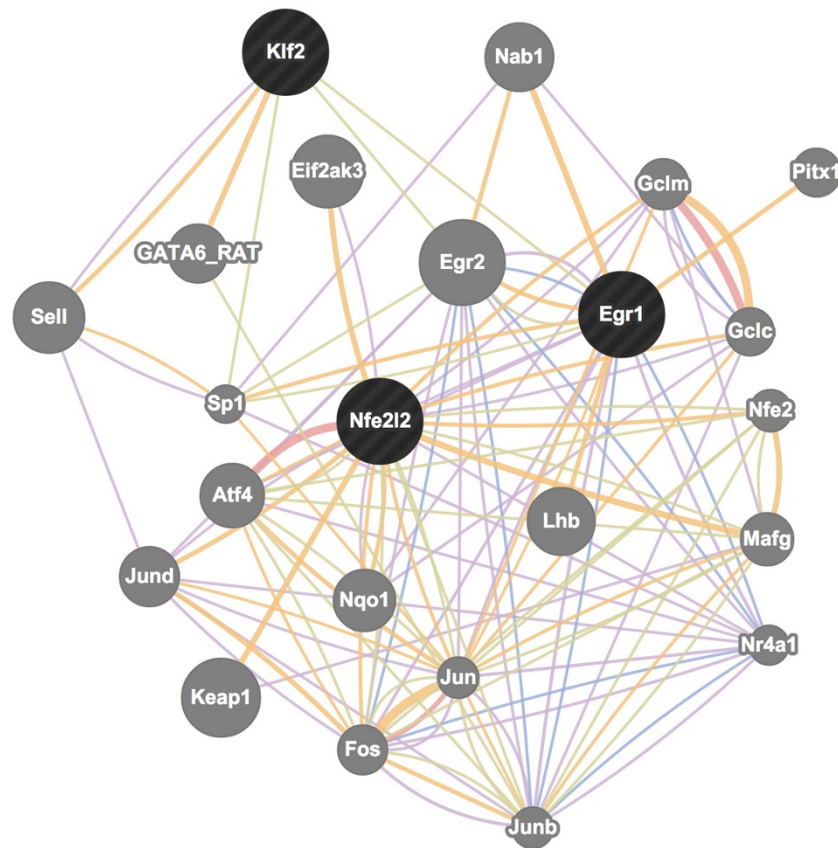 Klf2
Nab1
Eif2ak3
Gclm
Pitx1
GATA6_RAT
Egr2
Sell
Egr1
Gclc
Sp1
Nfe2
Nfe2l2
Atf4
Lhb
Mafg
Jund
Nqo1
Nr4a1
Jun
Keap1
Fos
Junb